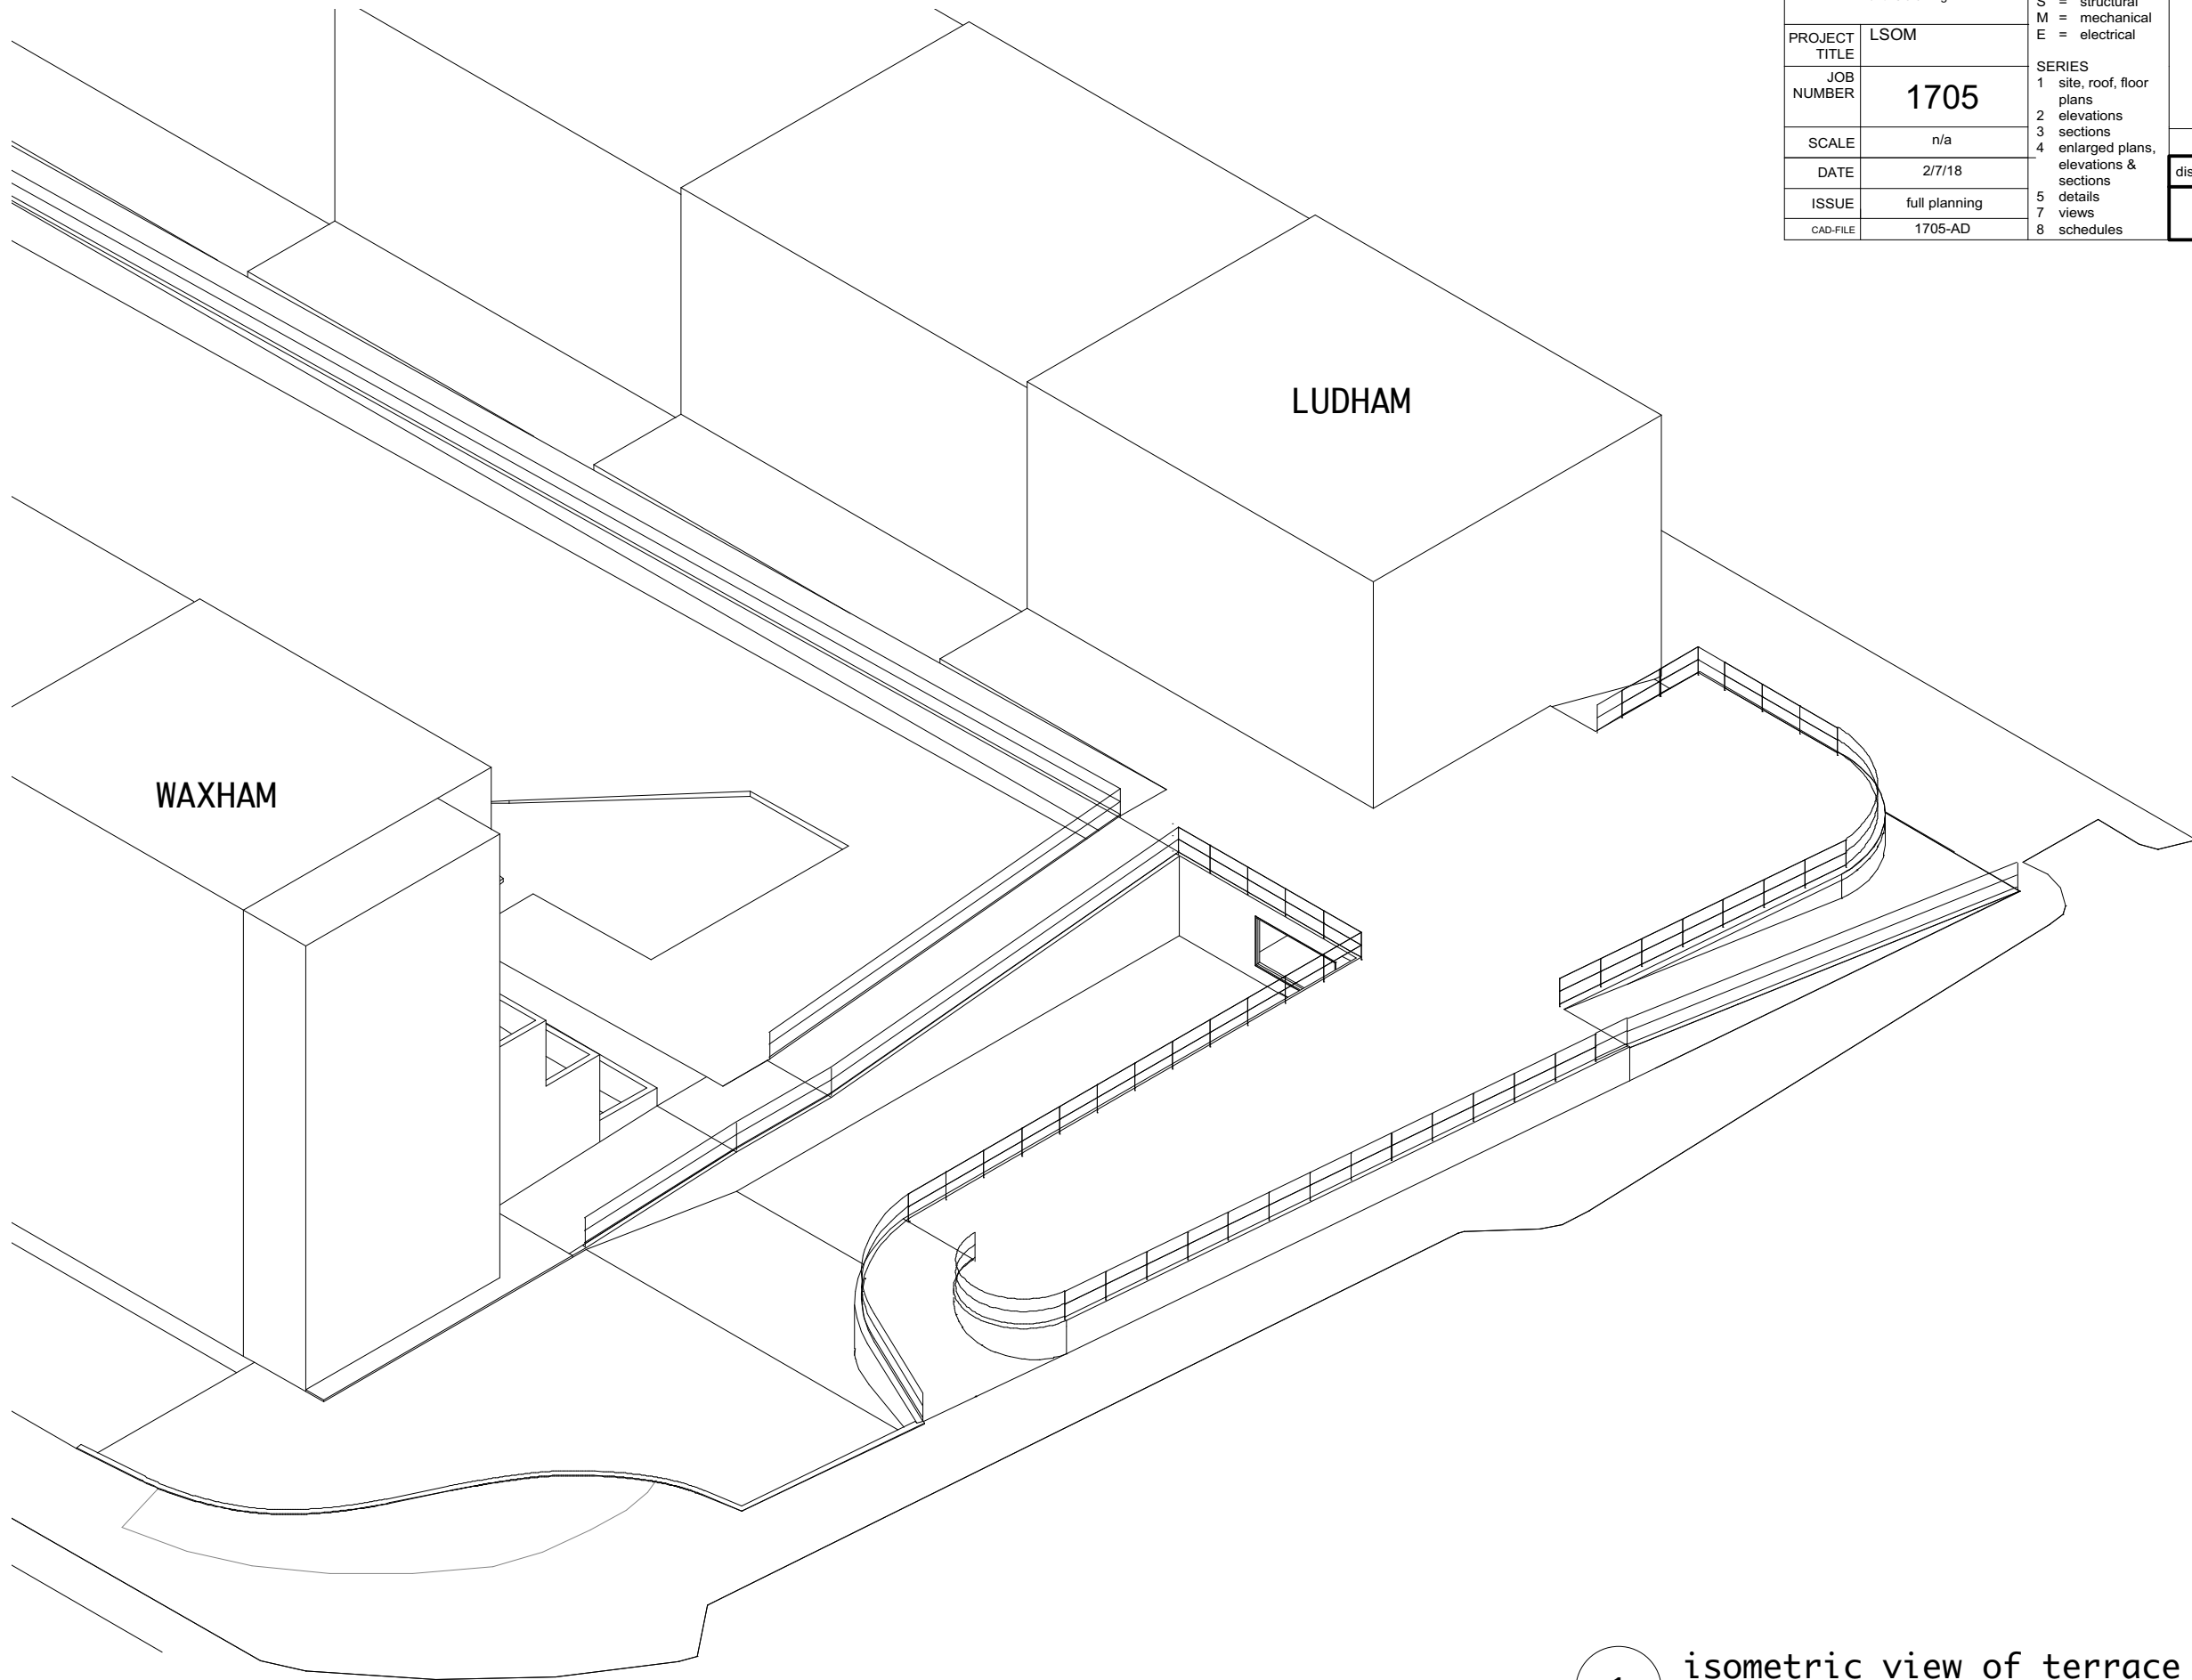 S = structural
M = mechanical
E = electrical
PROJECT TITLE LSOM
JOB NUMBER 1705
SCALE n/a
DATE 2/7/18
ISSUE full planning
CAD-FILE 1705-AD
SERIES
1 site, roof, floor
plans
2 elevations
3 sections
4 enlarged plans,
elevations &
sections
5 details
7 views
8 schedules
dis
LUDHAM
WAXHAM
isometric view of terrace